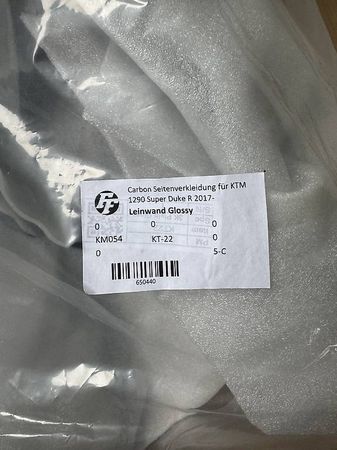 Carbon Seitenverkleidung für KTM
1290 Super Duke R 2017-
Leinwand Glossy
0 0 0
KM054 KT-22 0
0 5-C
650440